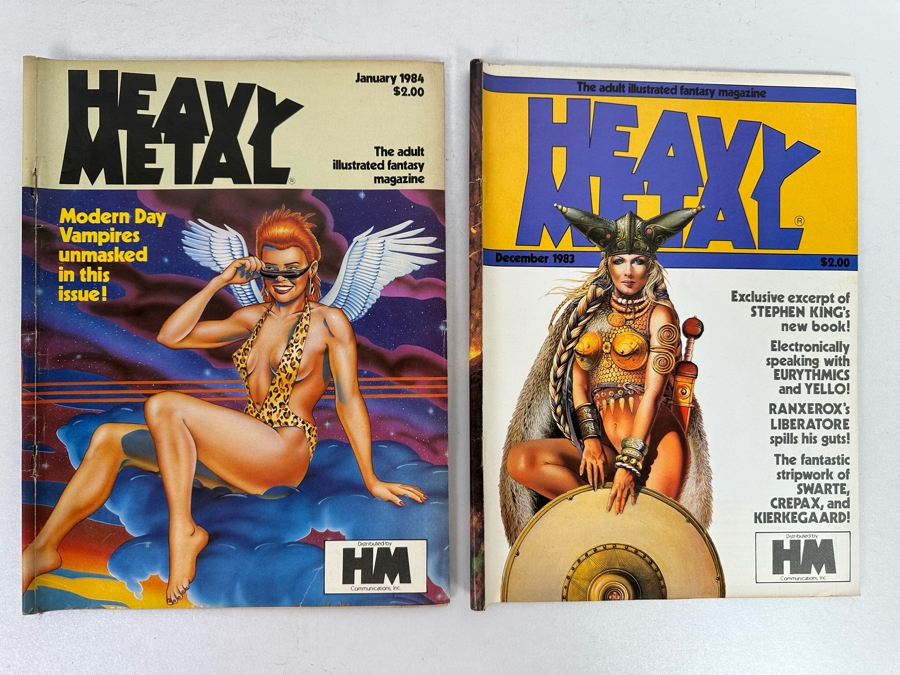 HEAVY
METAL
®
January 1984
$2.00
The adult
illustrated fantasy
magazine
Modern Day
Vampires
unmasked
in this
issue!
Distributed by
HM
Communications, Inc.
The adult illustrated fantasy magazine
HEAVY
METAL
®
December 1983
$2.00
Exclusive excerpt of
STEPHEN KING's
new book!
Electronically
speaking with
EURYTHMICS
and YELLO!
RANXEROX's
LIBERATORE
spills his guts!
The fantastic
stripwork of
SWARTE,
CREPAX, and
KIERKEGAARD!
Distributed by
HM
Communications, Inc.